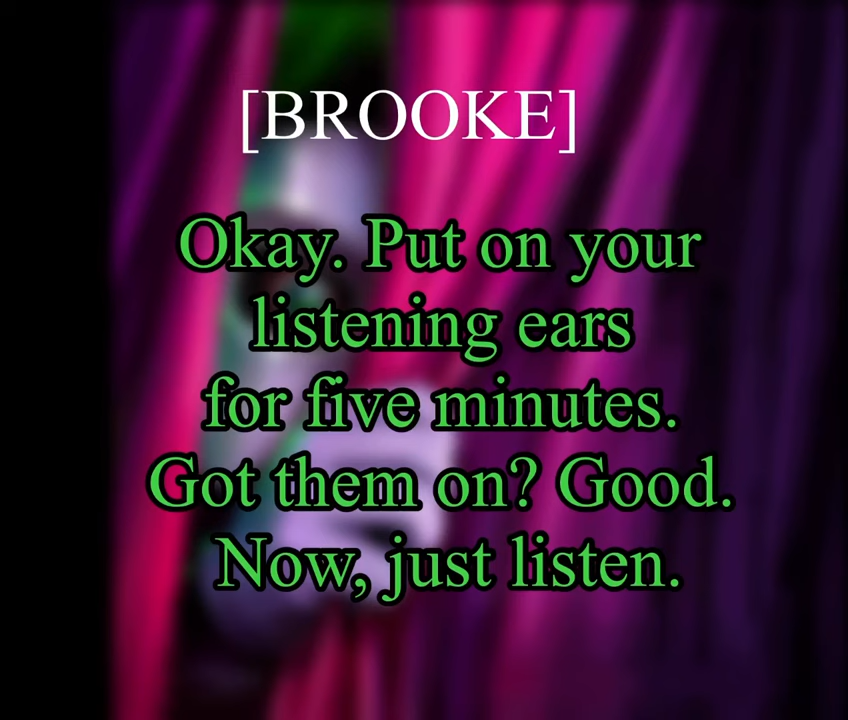 [BROOKE]
Okay. Put on your
listening ears
for five minutes.
Got them on? Good.
Now, just listen.